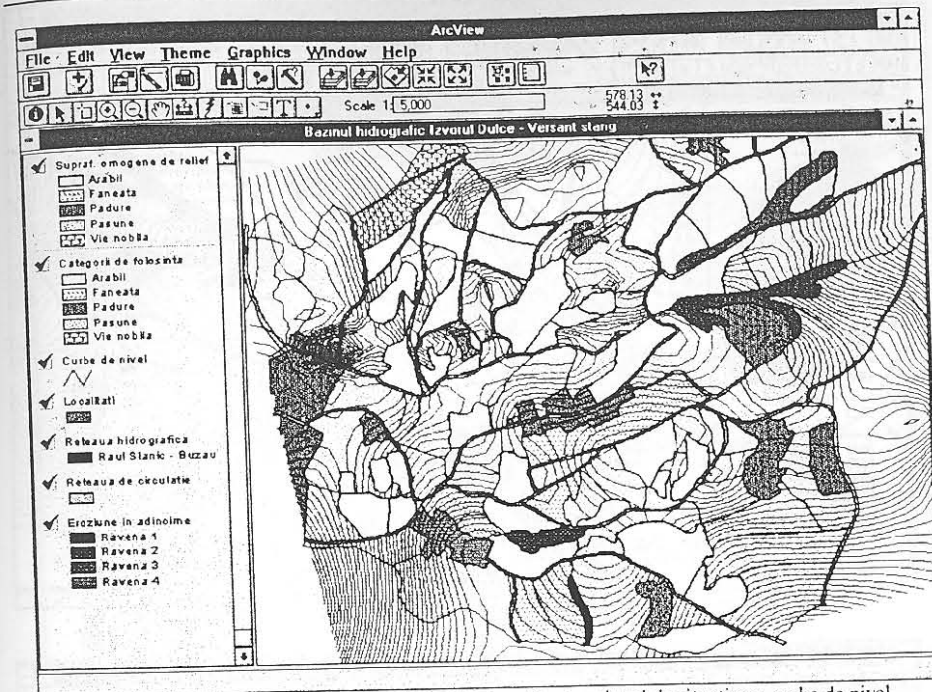 ArcView
File Edit View Theme Graphics Window Help
Scale 1: 5,000
578.13
544.03
Bazinul hidrografic Izvorul Dulce - Versant stang
Supraf. omogene de relief
Arabil
Faneata
Padure
Pasune
Vie nobila
Categorii de folosinta
Arabil
Faneata
Padure
Pasune
Vie nobila
Curbe de nivel
Localitati
Reteaua hidrografica
Raul Slanic - Buzau
Reteaua de circulatie
Eroziune in adincime
Ravena 1
Ravena 2
Ravena 3
Ravena 4
de nivel